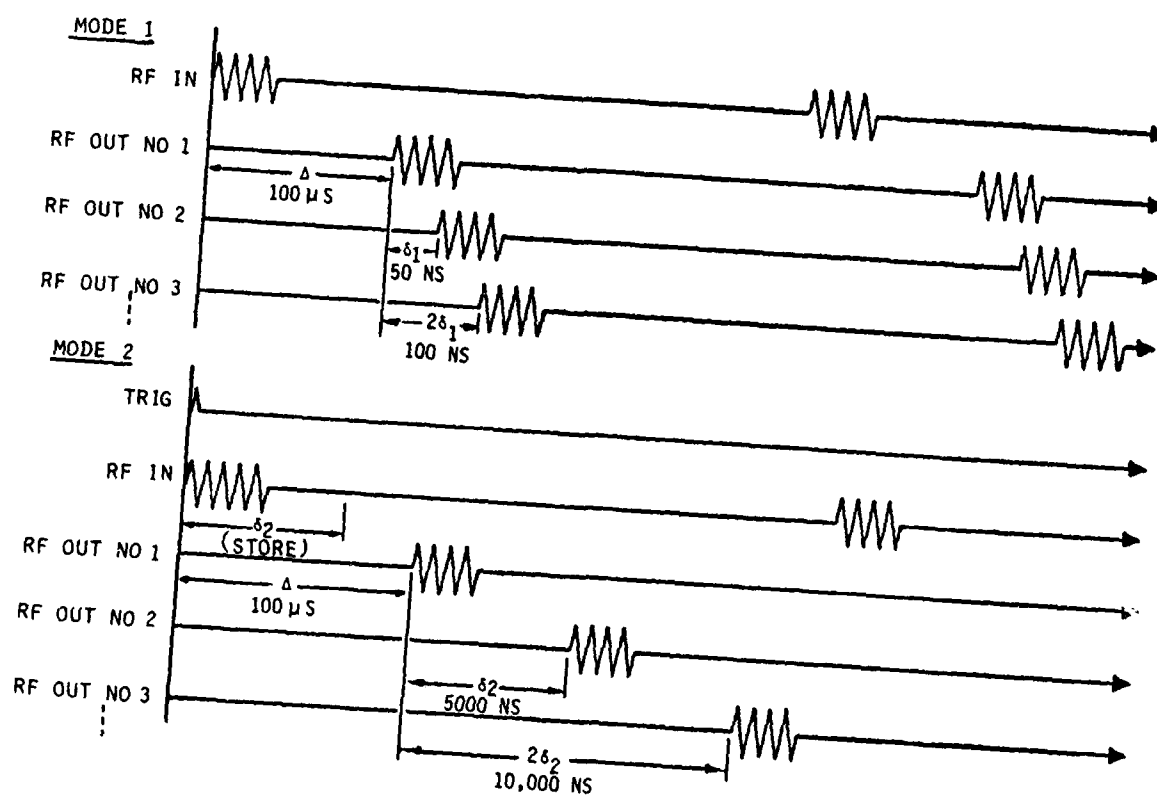 MODE 1
RF IN
RF OUT NO 1
Δ
100 μS
RF OUT NO 2
δ1
50 NS
RF OUT NO 3
2δ1
100 NS
MODE 2
TRIG
RF IN
δ2
(STORE)
RF OUT NO 1
Δ
100 μS
RF OUT NO 2
δ2
5000 NS
RF OUT NO 3
2δ2
10,000 NS